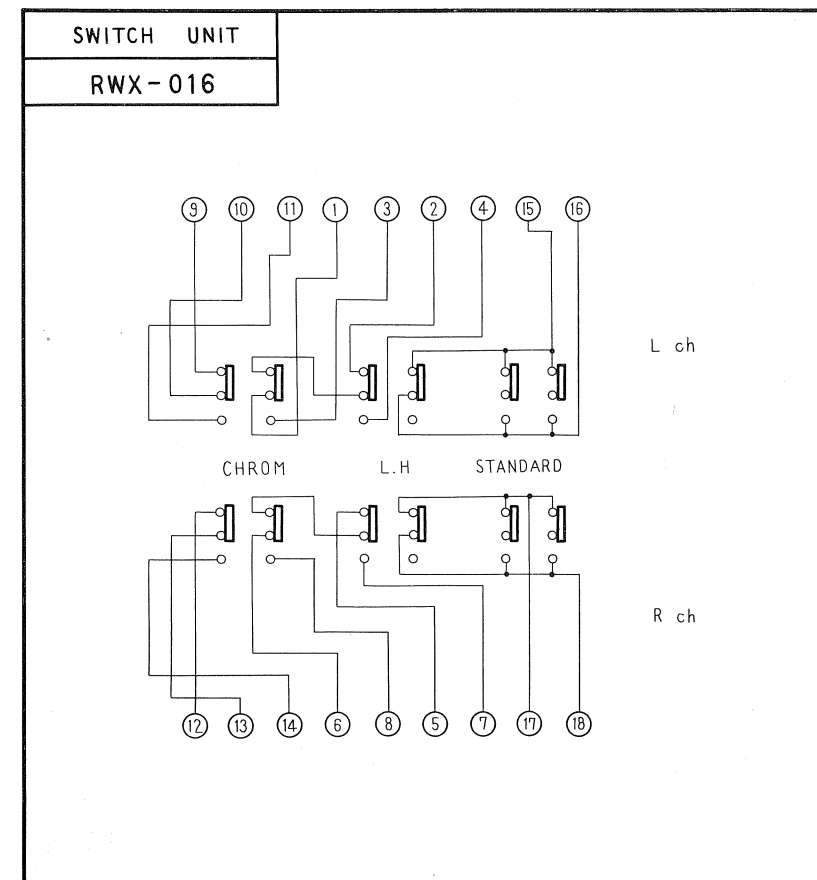 SWITCH UNIT
RWX-016
9 10 11 1 3 2 4 15 16
L ch
CHROM L.H STANDARD
R ch
12 13 14 6 8 5 7 17 18